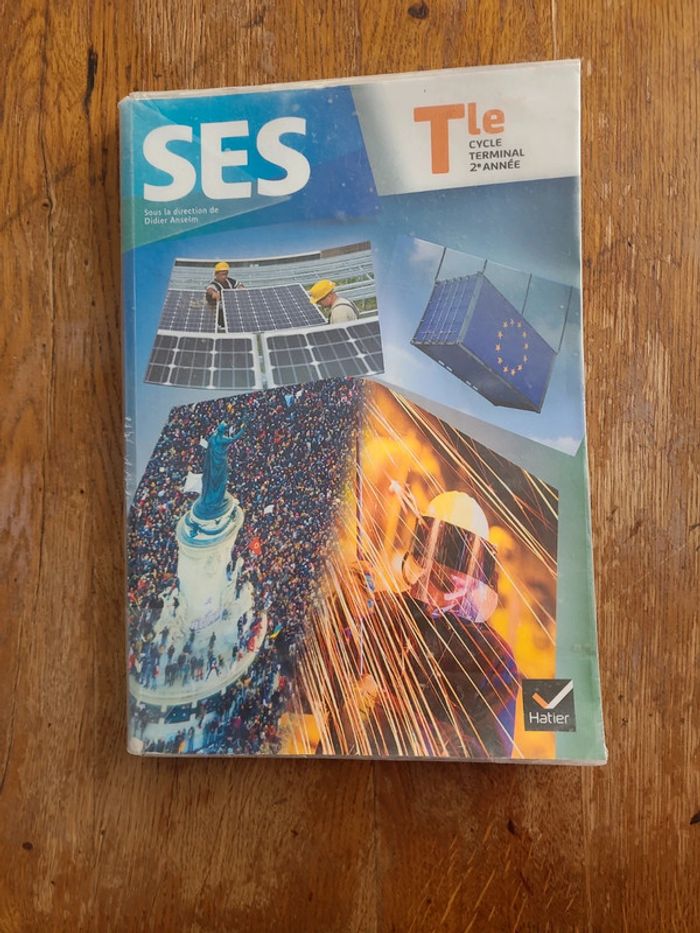 SES
Sous la direction de
Didier Anselm
Tle
CYCLE
TERMINAL
2e ANNÉE
Hatier